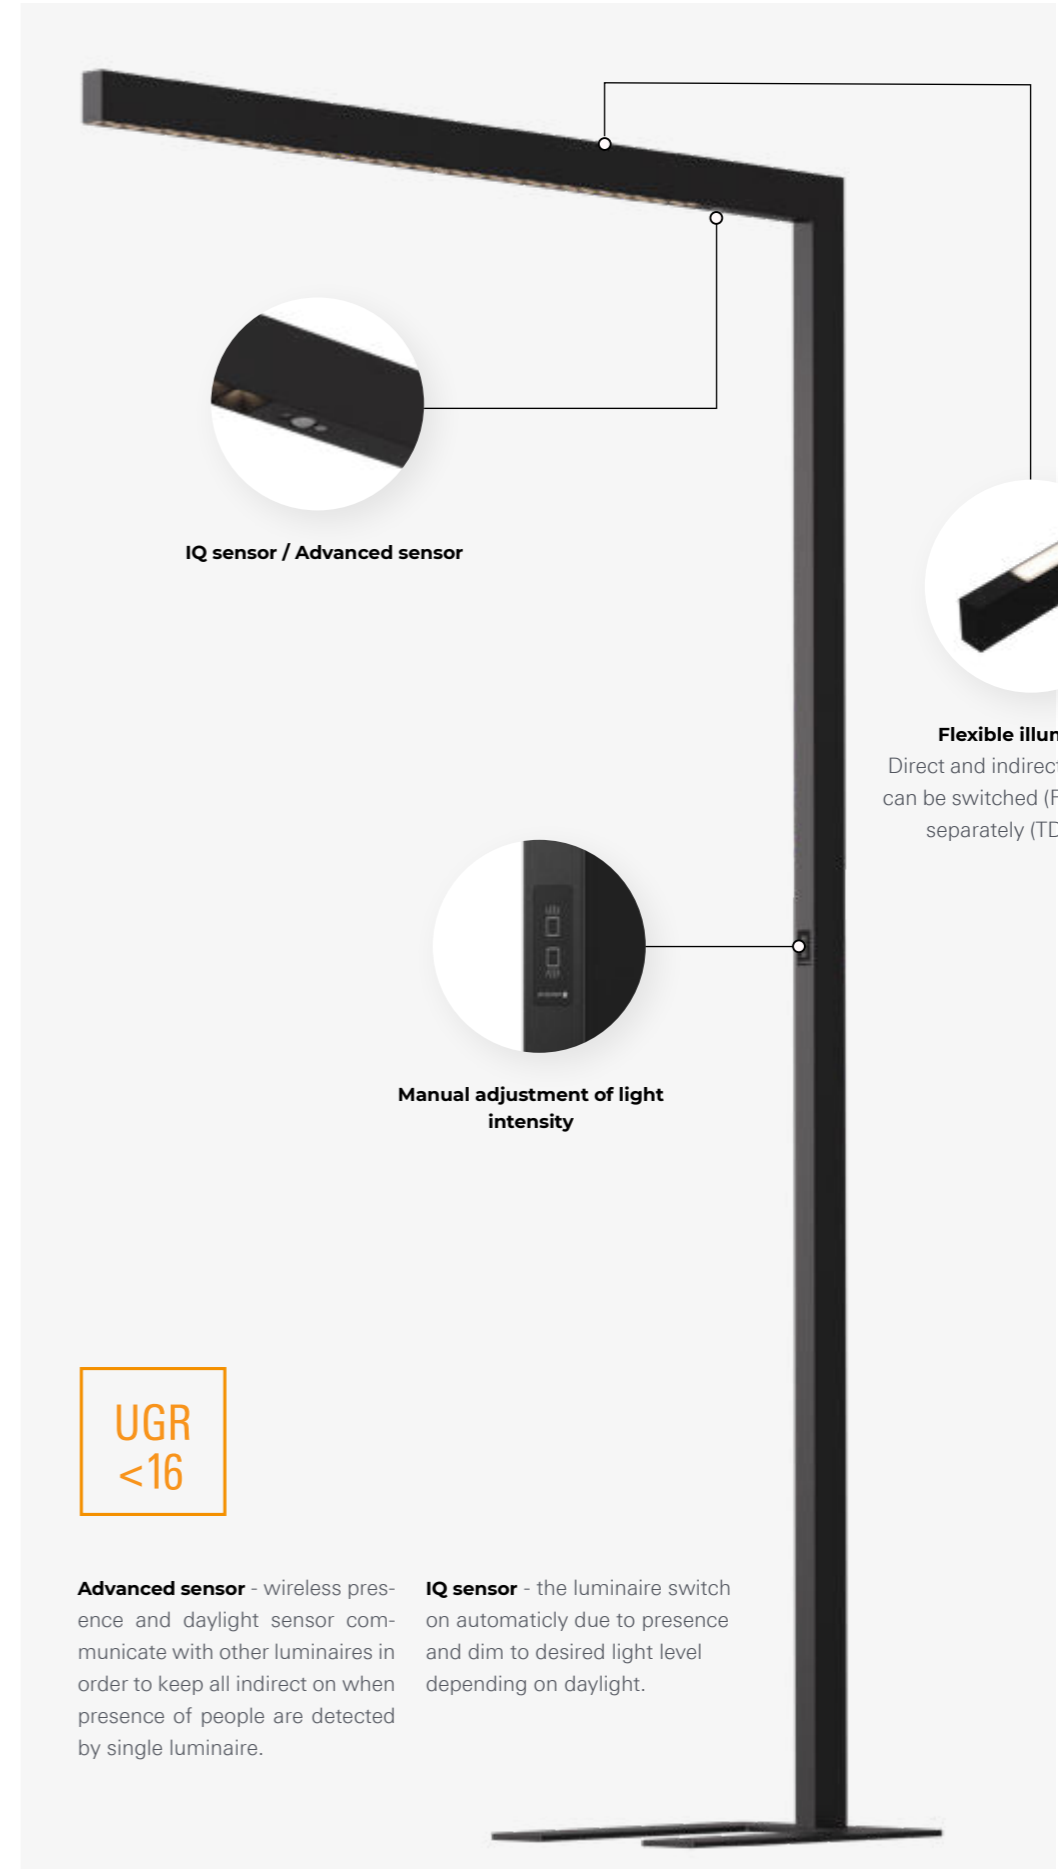 IQ sensor / Advanced sensor
Flexible illu
Direct and indirect
can be switched (F
separately (TD
Manual adjustment of light
intensity
UGR
<16
Advanced sensor - wireless pres-
ence and daylight sensor com-
municate with other luminaires in
order to keep all indirect on when
presence of people are detected
by single luminaire.
IQ sensor - the luminaire switch
on automaticly due to presence
and dim to desired light level
depending on daylight.